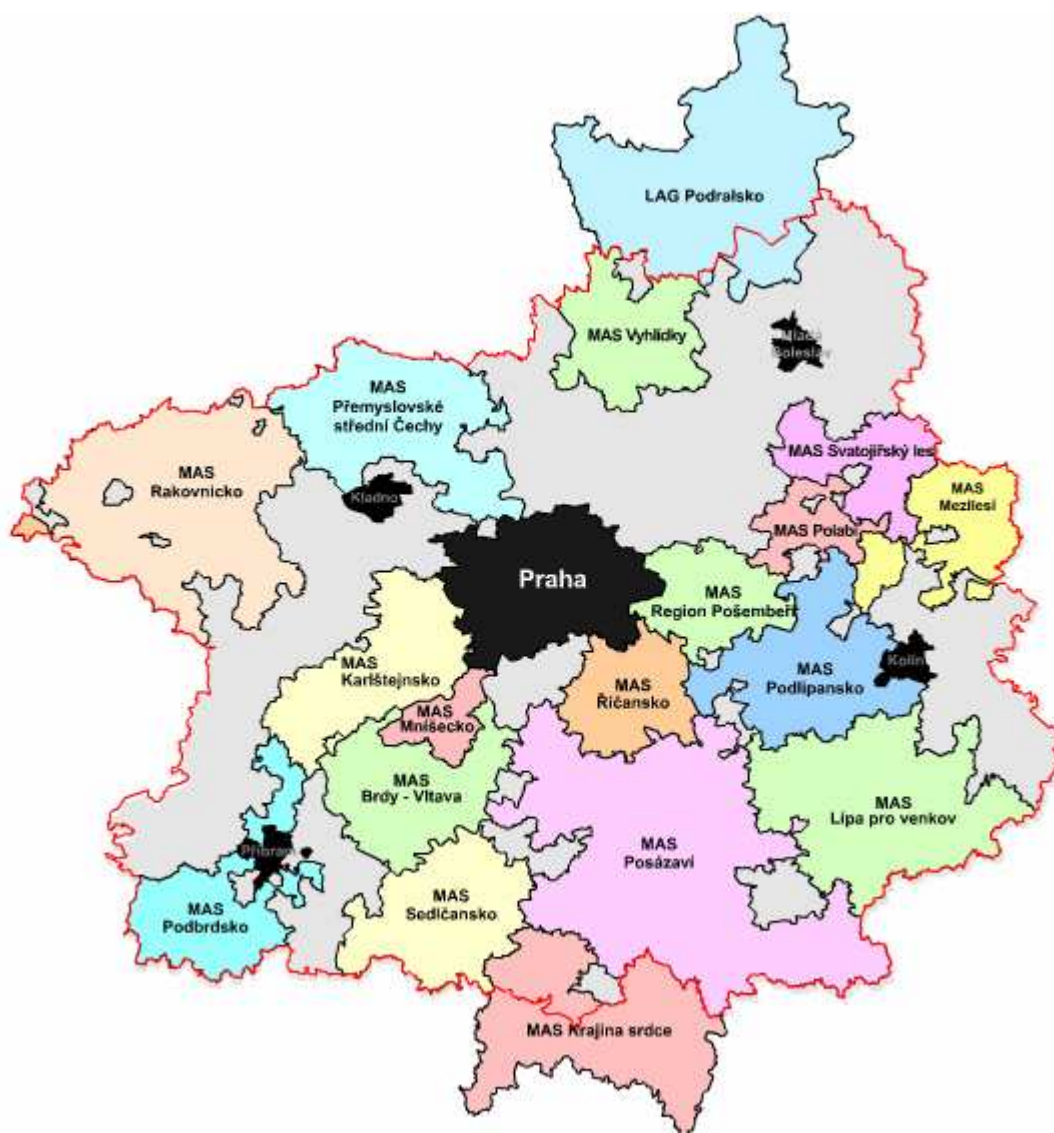 LAG Podralsko
MAS Vyhlídky
Mladá
Boleslav
MAS
Přemyslovské
střední Čechy
MAS Svatojiřský les
MAS
Rakovnicko
MAS
Mezilesí
Kladno
MAS Polabí
Praha
MAS
Region Pošembeří
MAS
Karlštejnsko
MAS
Podlipansko
Kolín
MAS
Říčansko
MAS
Mníšecko
MAS
Brdy - Vltava
MAS
Lípa pro venkov
Příbram
MAS
Posázaví
MAS
Podbrdsko
MAS
Sedlčansko
MAS Krajina srdce